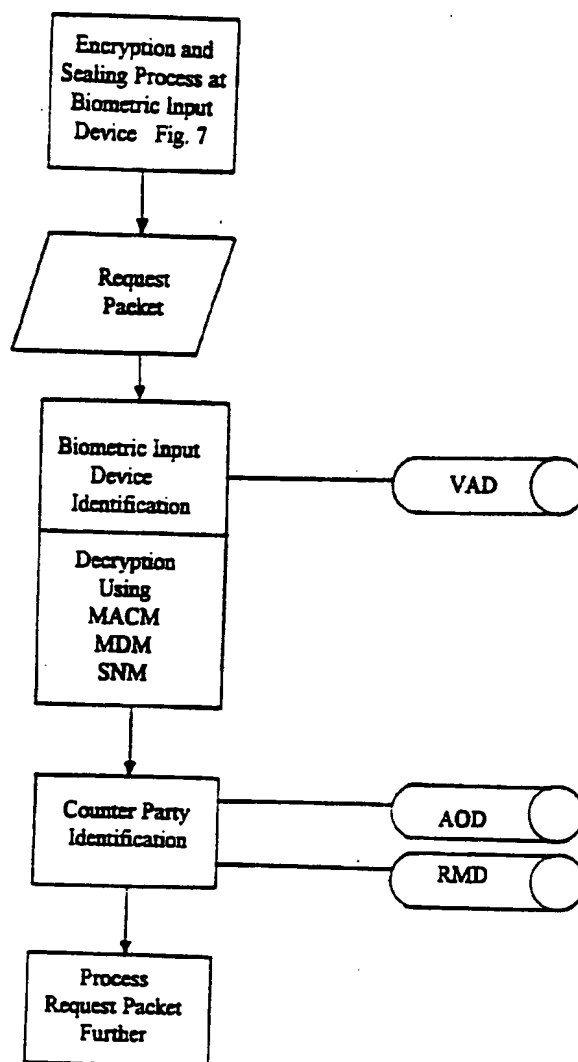 Encryption and
Sealing Process at
Biometric Input
Device Fig. 7
Request
Packet
Biometric Input
Device
Identification
VAD
Decryption
Using
MACM
MDM
SNM
Counter Party
Identification
AOD
RMD
Process
Request Packet
Further